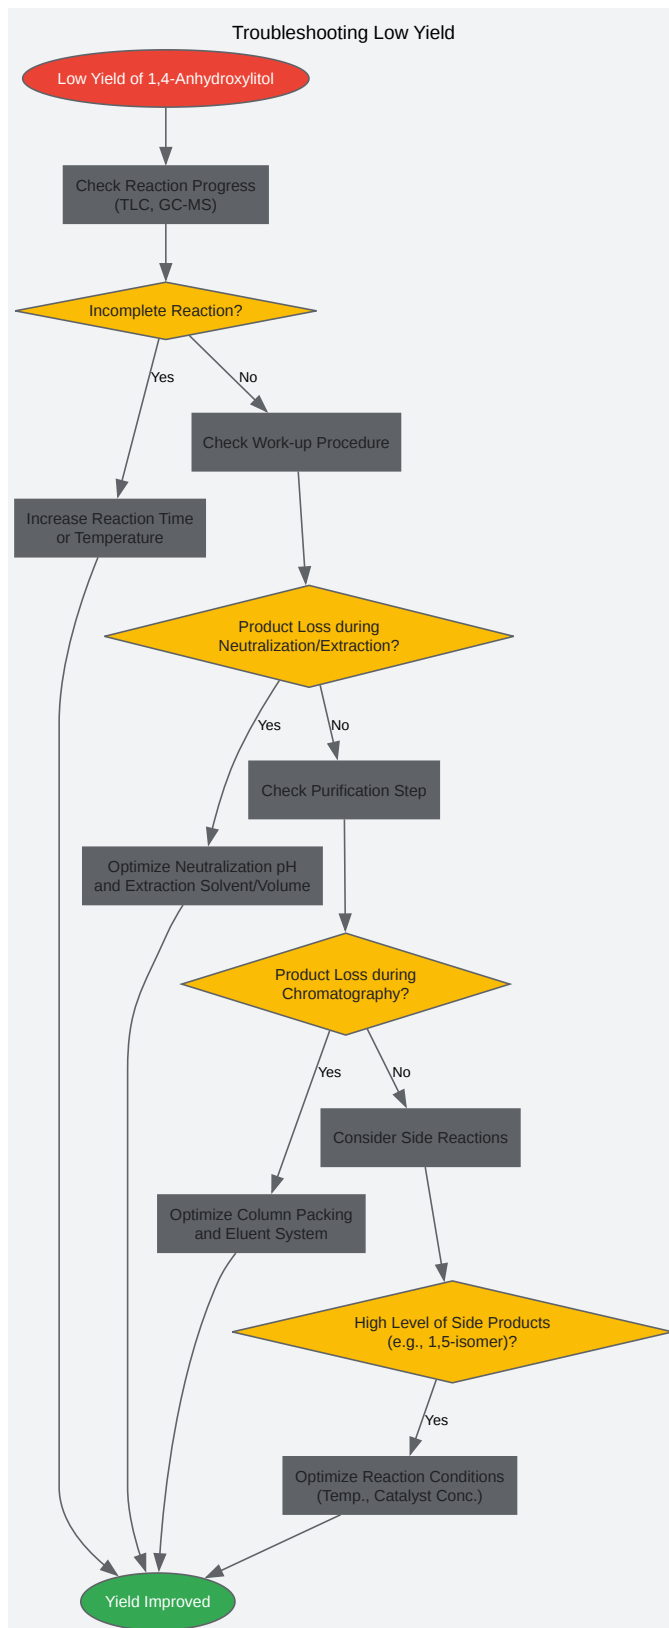 Troubleshooting Low Yield
Low Yield of 1,4-Anhydroxylitol
Check Reaction Progress
(TLC, GC-MS)
Incomplete Reaction?
Yes
No
Check Work-up Procedure
Increase Reaction Time
or Temperature
Product Loss during
Neutralization/Extraction?
Yes
No
Check Purification Step
Optimize Neutralization pH
and Extraction Solvent/Volume
Product Loss during
Chromatography?
Yes
No
Consider Side Reactions
Optimize Column Packing
and Eluent System
High Level of Side Products
(e.g., 1,5-isomer)?
Yes
Optimize Reaction Conditions
(Temp., Catalyst Conc.)
Yield Improved